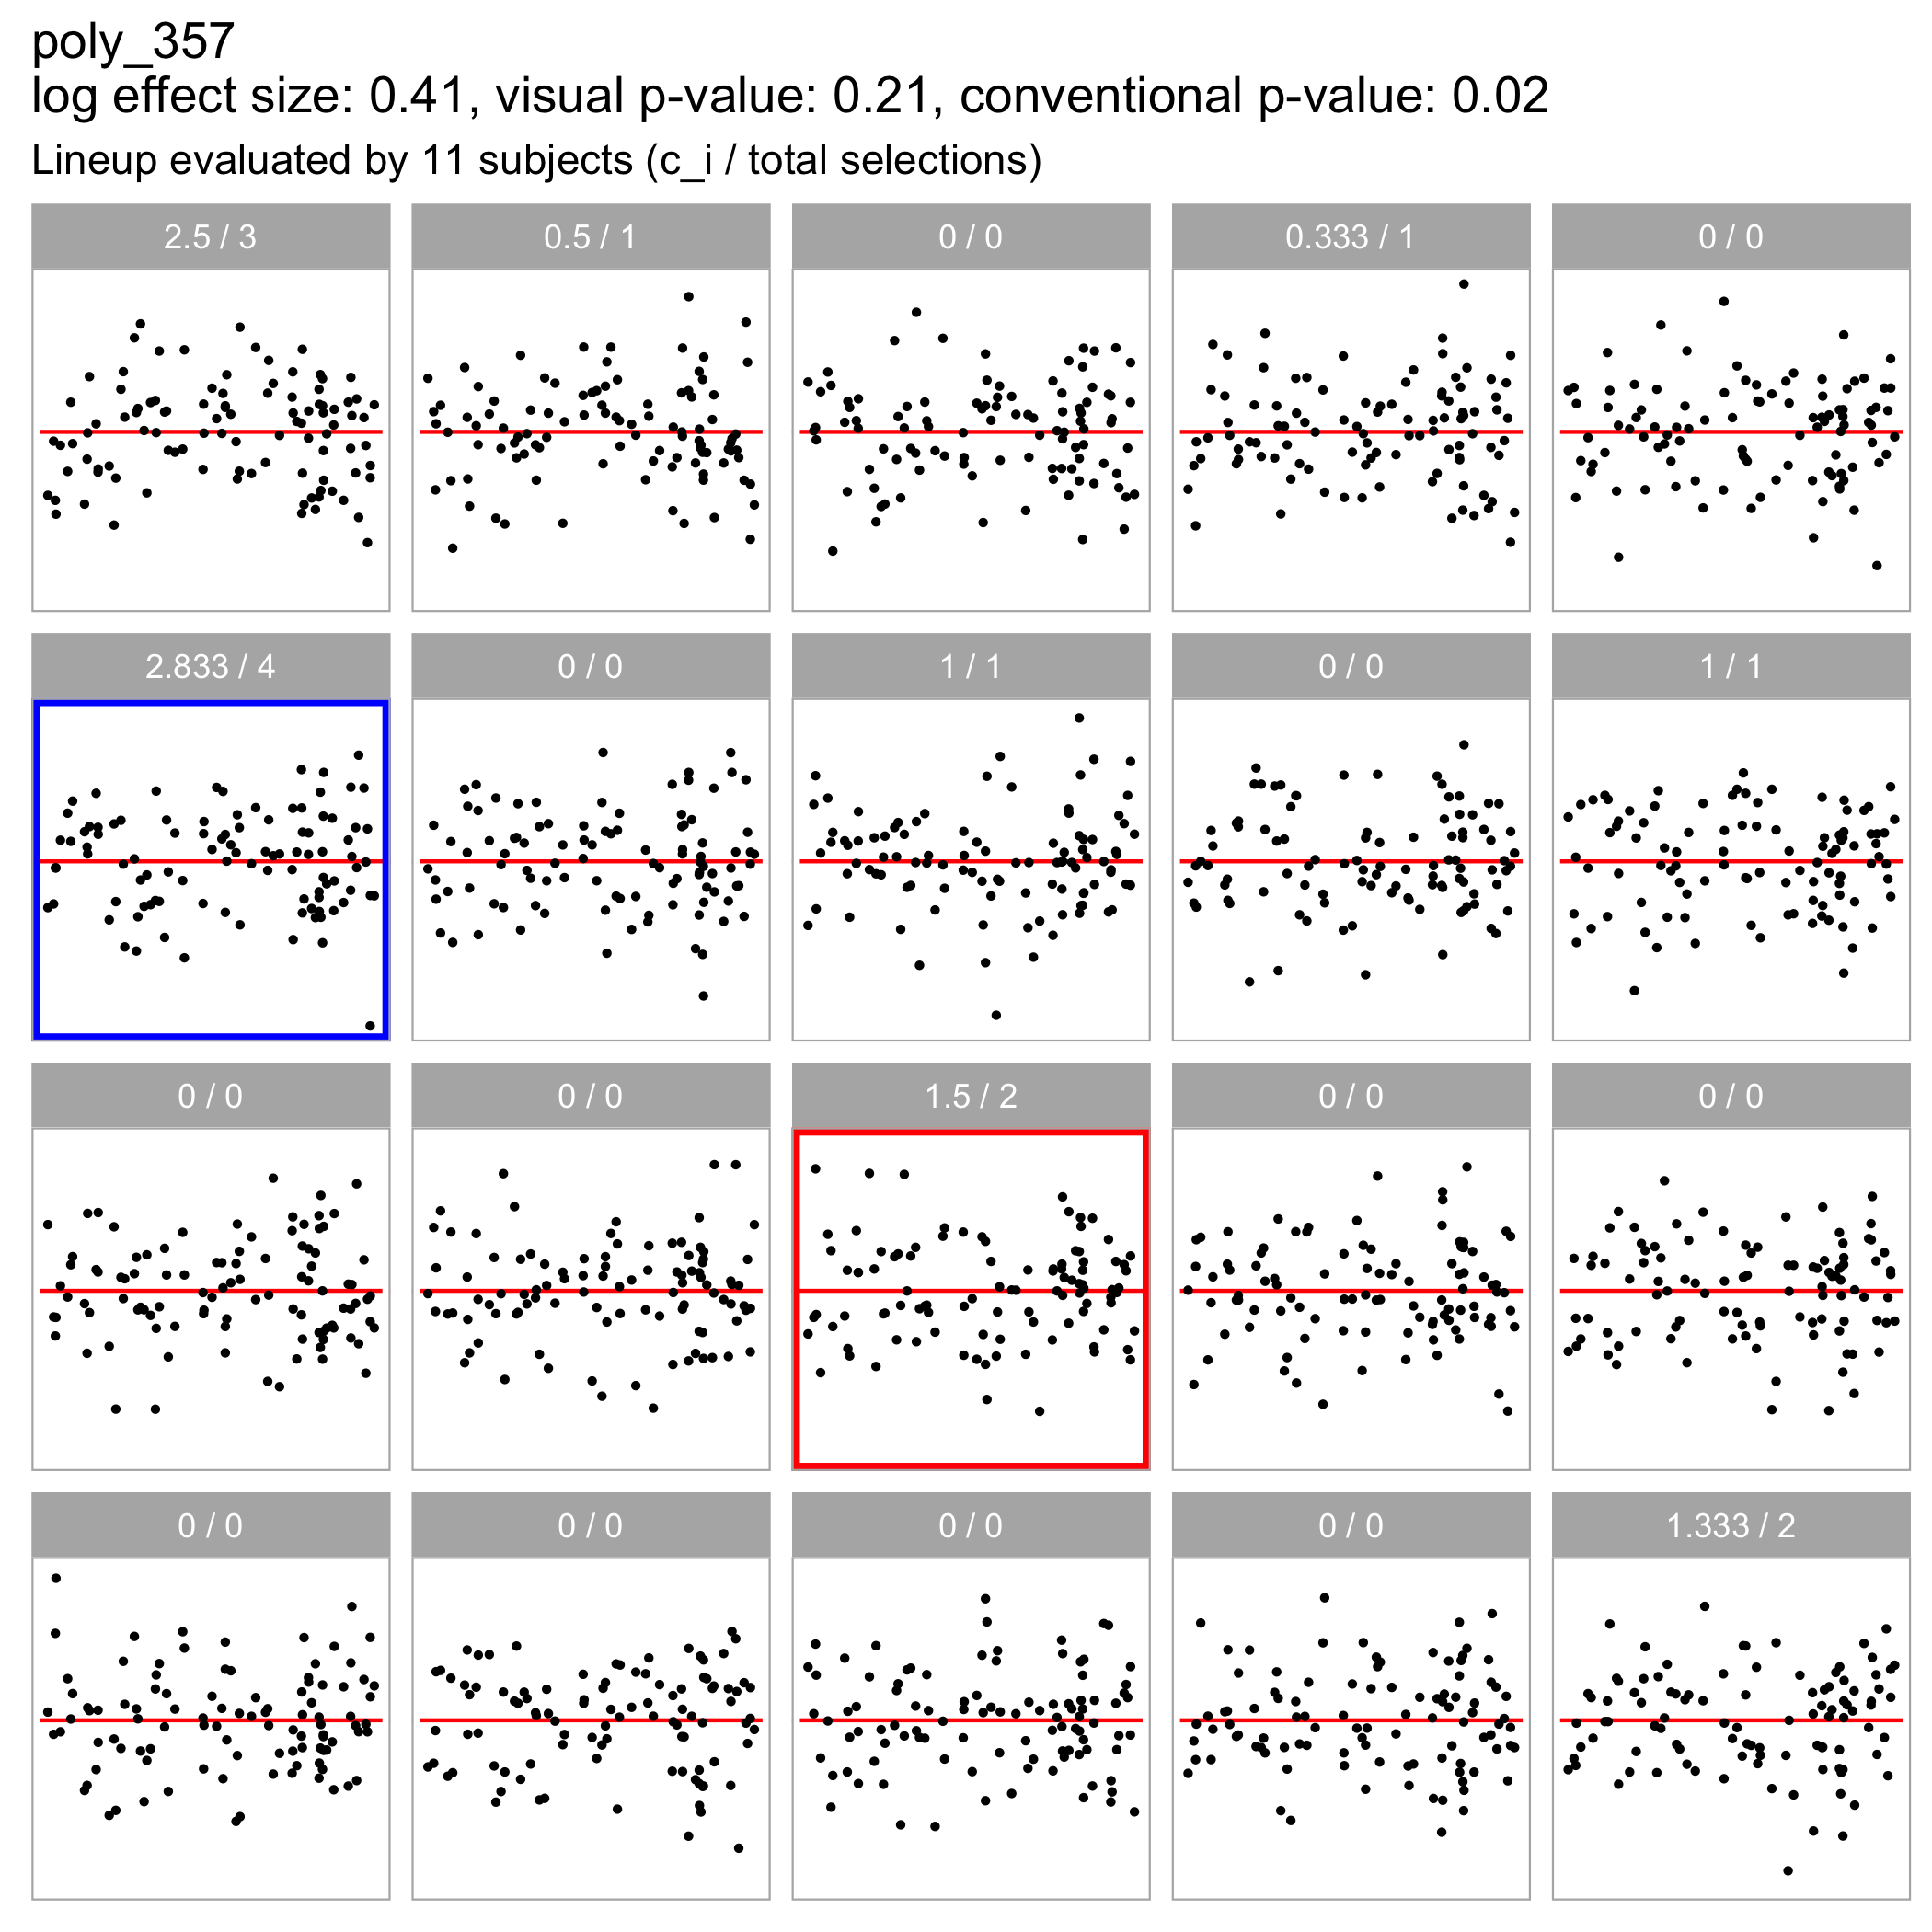 poly_357
log effect size: 0.41, visual p-value: 0.21, conventional p-value: 0.02
Lineup evaluated by 11 subjects (c_i / total selections)
2.5 / 3
0.5 / 1
0 / 0
0.333 / 1
0 / 0
2.833 / 4
0 / 0
1 / 1
0 / 0
1 / 1
0 / 0
0 / 0
1.5 / 2
0 / 0
0 / 0
0 / 0
0 / 0
0 / 0
0 / 0
1.333 / 2